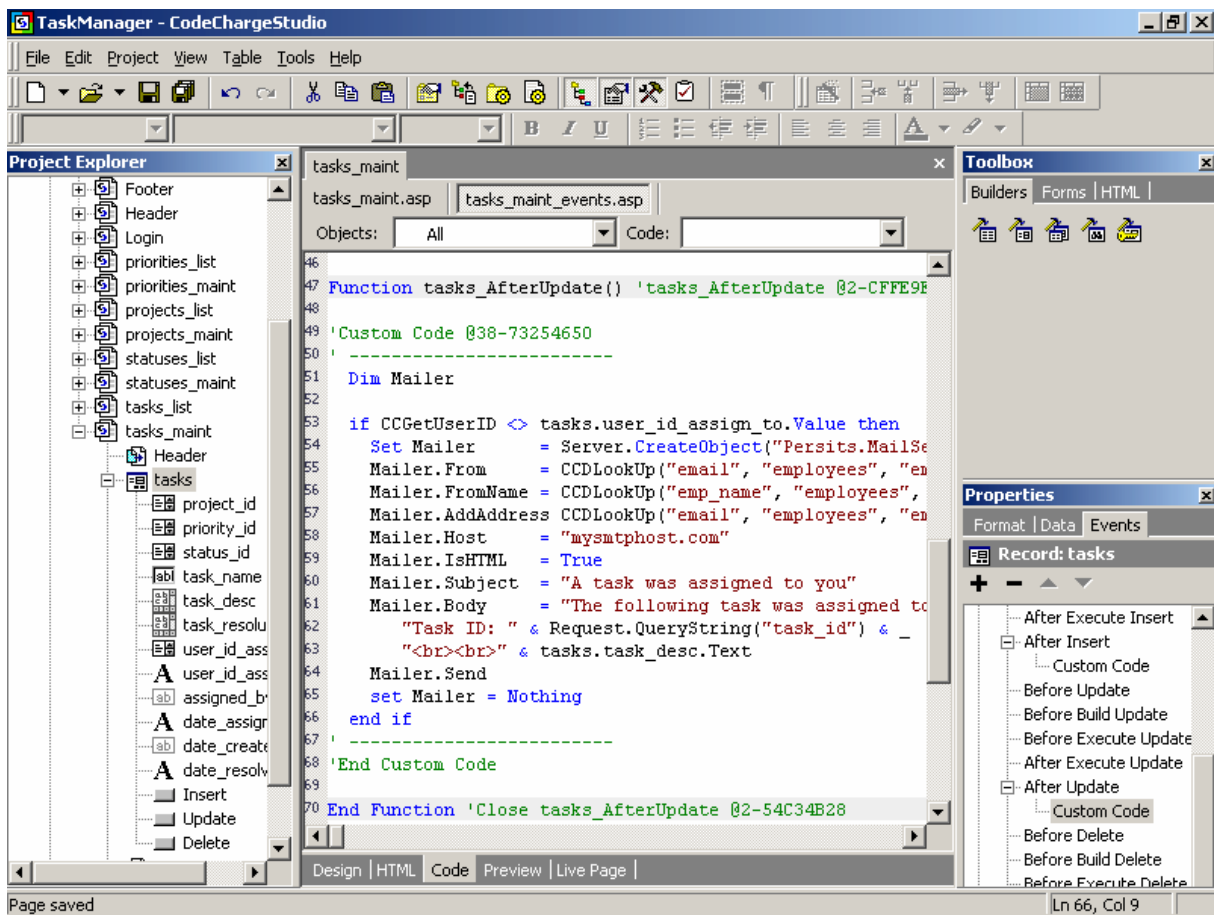 TaskManager - CodeChargeStudio
File Edit Project View Table Tools Help
B I U A
Project Explorer
Footer
Header
Login
priorities_list
priorities_maint
projects_list
projects_maint
statuses_list
statuses_maint
tasks_list
tasks_maint
Header
tasks
project_id
priority_id
status_id
task_name
task_desc
task_resolu
user_id_ass
A user_id_ass
assigned_b
A date_assigr
date_create
A date_resolv
Insert
Update
Delete
tasks_maint
tasks_maint.asp tasks_maint_events.asp
Objects: All Code:
46
47 Function tasks_AfterUpdate() 'tasks_AfterUpdate @2-CFFE9
48
49 'Custom Code @38-73254650
50 ' -------------------------
51 Dim Mailer
52
53 if CCGetUserID <> tasks.user_id_assign_to.Value then
54 Set Mailer = Server.CreateObject("Persits.MailSe
55 Mailer.From = CCDLookUp("email", "employees", "em
56 Mailer.FromName = CCDLookUp("emp_name", "employees",
57 Mailer.AddAddress CCDLookUp("email", "employees", "em
58 Mailer.Host = "mysmtphost.com"
59 Mailer.IsHTML = True
60 Mailer.Subject = "A task was assigned to you"
61 Mailer.Body = "The following task was assigned to
62 "Task ID: " & Request.QueryString("task_id") & _
63 "<br><br>" & tasks.task_desc.Text
64 Mailer.Send
65 set Mailer = Nothing
66 end if
67 ' -------------------------
68 'End Custom Code
69
70 End Function 'Close tasks_AfterUpdate @2-54C34B28
Design HTML Code Preview Live Page
Toolbox
Builders Forms HTML
Properties
Format Data Events
Record: tasks
After Execute Insert
After Insert
Custom Code
Before Update
Before Build Update
Before Execute Update
After Execute Update
After Update
Custom Code
Before Delete
Before Build Delete
Before Execute Delete
Page saved
Ln 66, Col 9